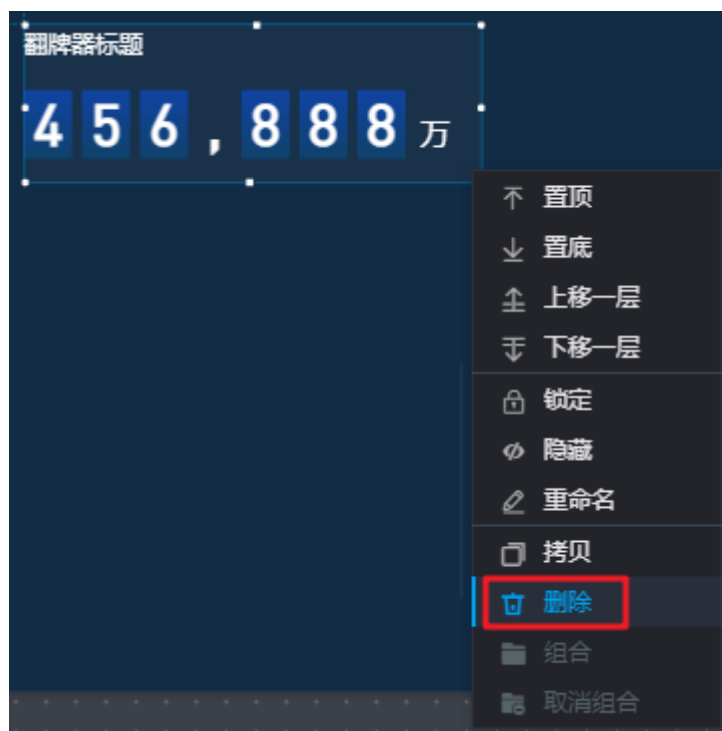 翻牌器标题
456,888万
置顶
置底
上移一层
下移一层
锁定
隐藏
重命名
拷贝
删除
组合
取消组合